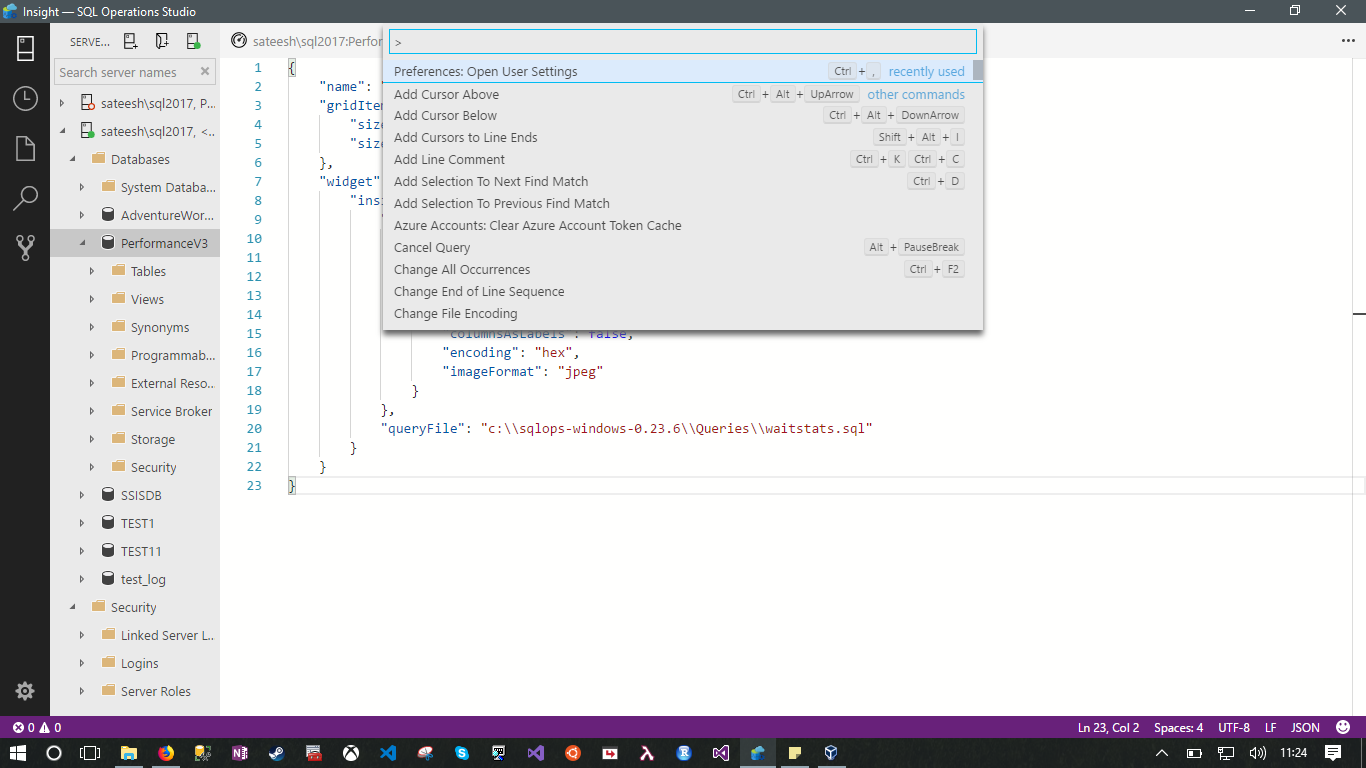 Insight — SQL Operations Studio
SERVE...
sateesh\sql2017:Perfor
Search server names
sateesh\sql2017, P...
sateesh\sql2017, <...
Databases
System Databa...
AdventureWor...
PerformanceV3
Tables
Views
Synonyms
Programmab...
External Reso...
Service Broker
Storage
Security
SSISDB
TEST1
TEST11
test_log
Security
Linked Server L...
Logins
Server Roles
>
Preferences: Open User Settings Ctrl + , recently used
Add Cursor Above Ctrl + Alt + UpArrow other commands
Add Cursor Below Ctrl + Alt + DownArrow
Add Cursors to Line Ends Shift + Alt + I
Add Line Comment Ctrl + K Ctrl + C
Add Selection To Next Find Match Ctrl + D
Add Selection To Previous Find Match
Azure Accounts: Clear Azure Account Token Cache
Cancel Query Alt + PauseBreak
Change All Occurrences Ctrl + F2
Change End of Line Sequence
Change File Encoding
1 {
2 "name":
3 "gridItem
4 "size
5 "size
6 },
7 "widget"
8 "insi
9 "
10
11
12
13
14
15 "columnsAsLabels": false,
16 "encoding": "hex",
17 "imageFormat": "jpeg"
18 }
19 },
20 "queryFile": "c:\\sqlops-windows-0.23.6\\Queries\\waitstats.sql"
21 }
22 }
23 }
0 0
Ln 23, Col 2 Spaces: 4 UTF-8 LF JSON
11:24